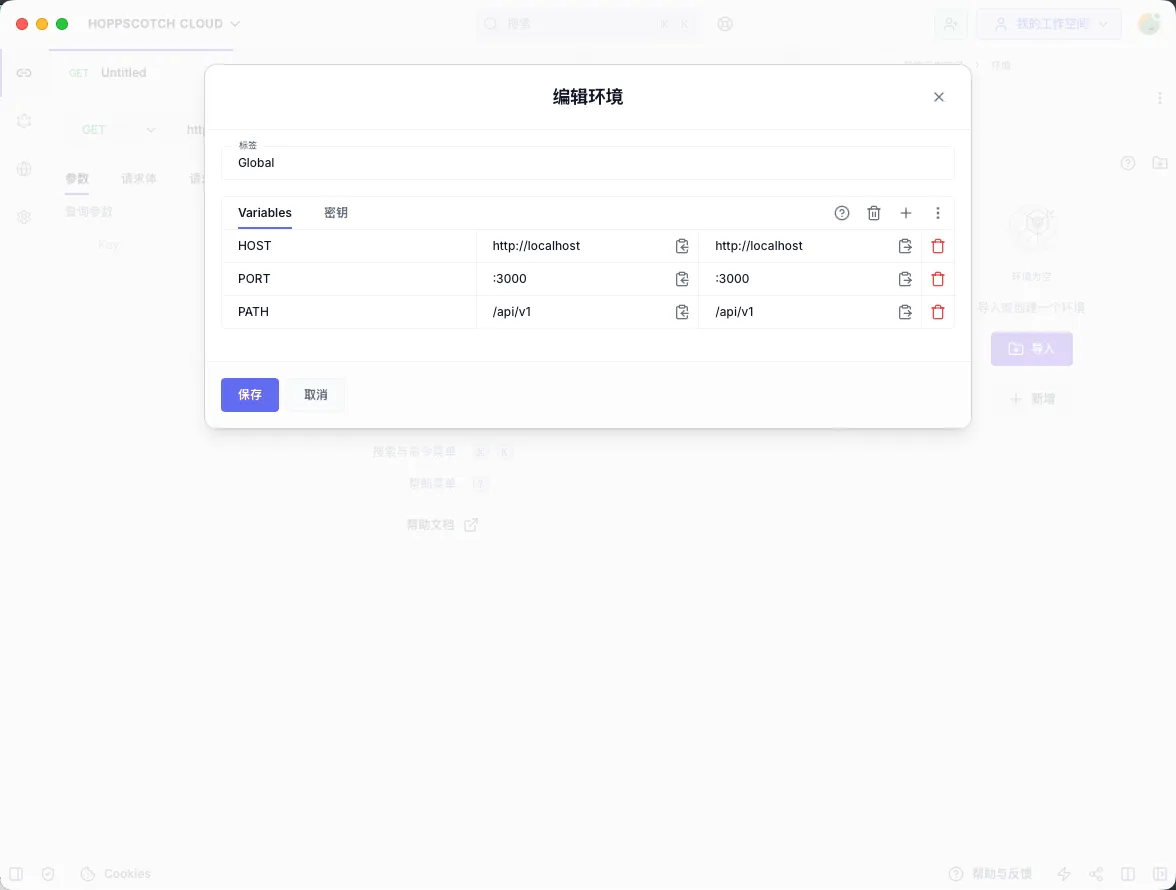 HOPPSCOTCH CLOUD
搜索
K
我的工作空间
GET Untitled
环境
编辑环境
GET
标签
Global
参数 请求体
查询参数
Key
Variables 密钥
HOST http://localhost http://localhost
PORT :3000 :3000
PATH /api/v1 /api/v1
保存 取消
环境为空
导入或创建一个环境
导入
新增
搜索与命令菜单 ⌘ K
帮助菜单 ?
帮助文档
Cookies
帮助与反馈